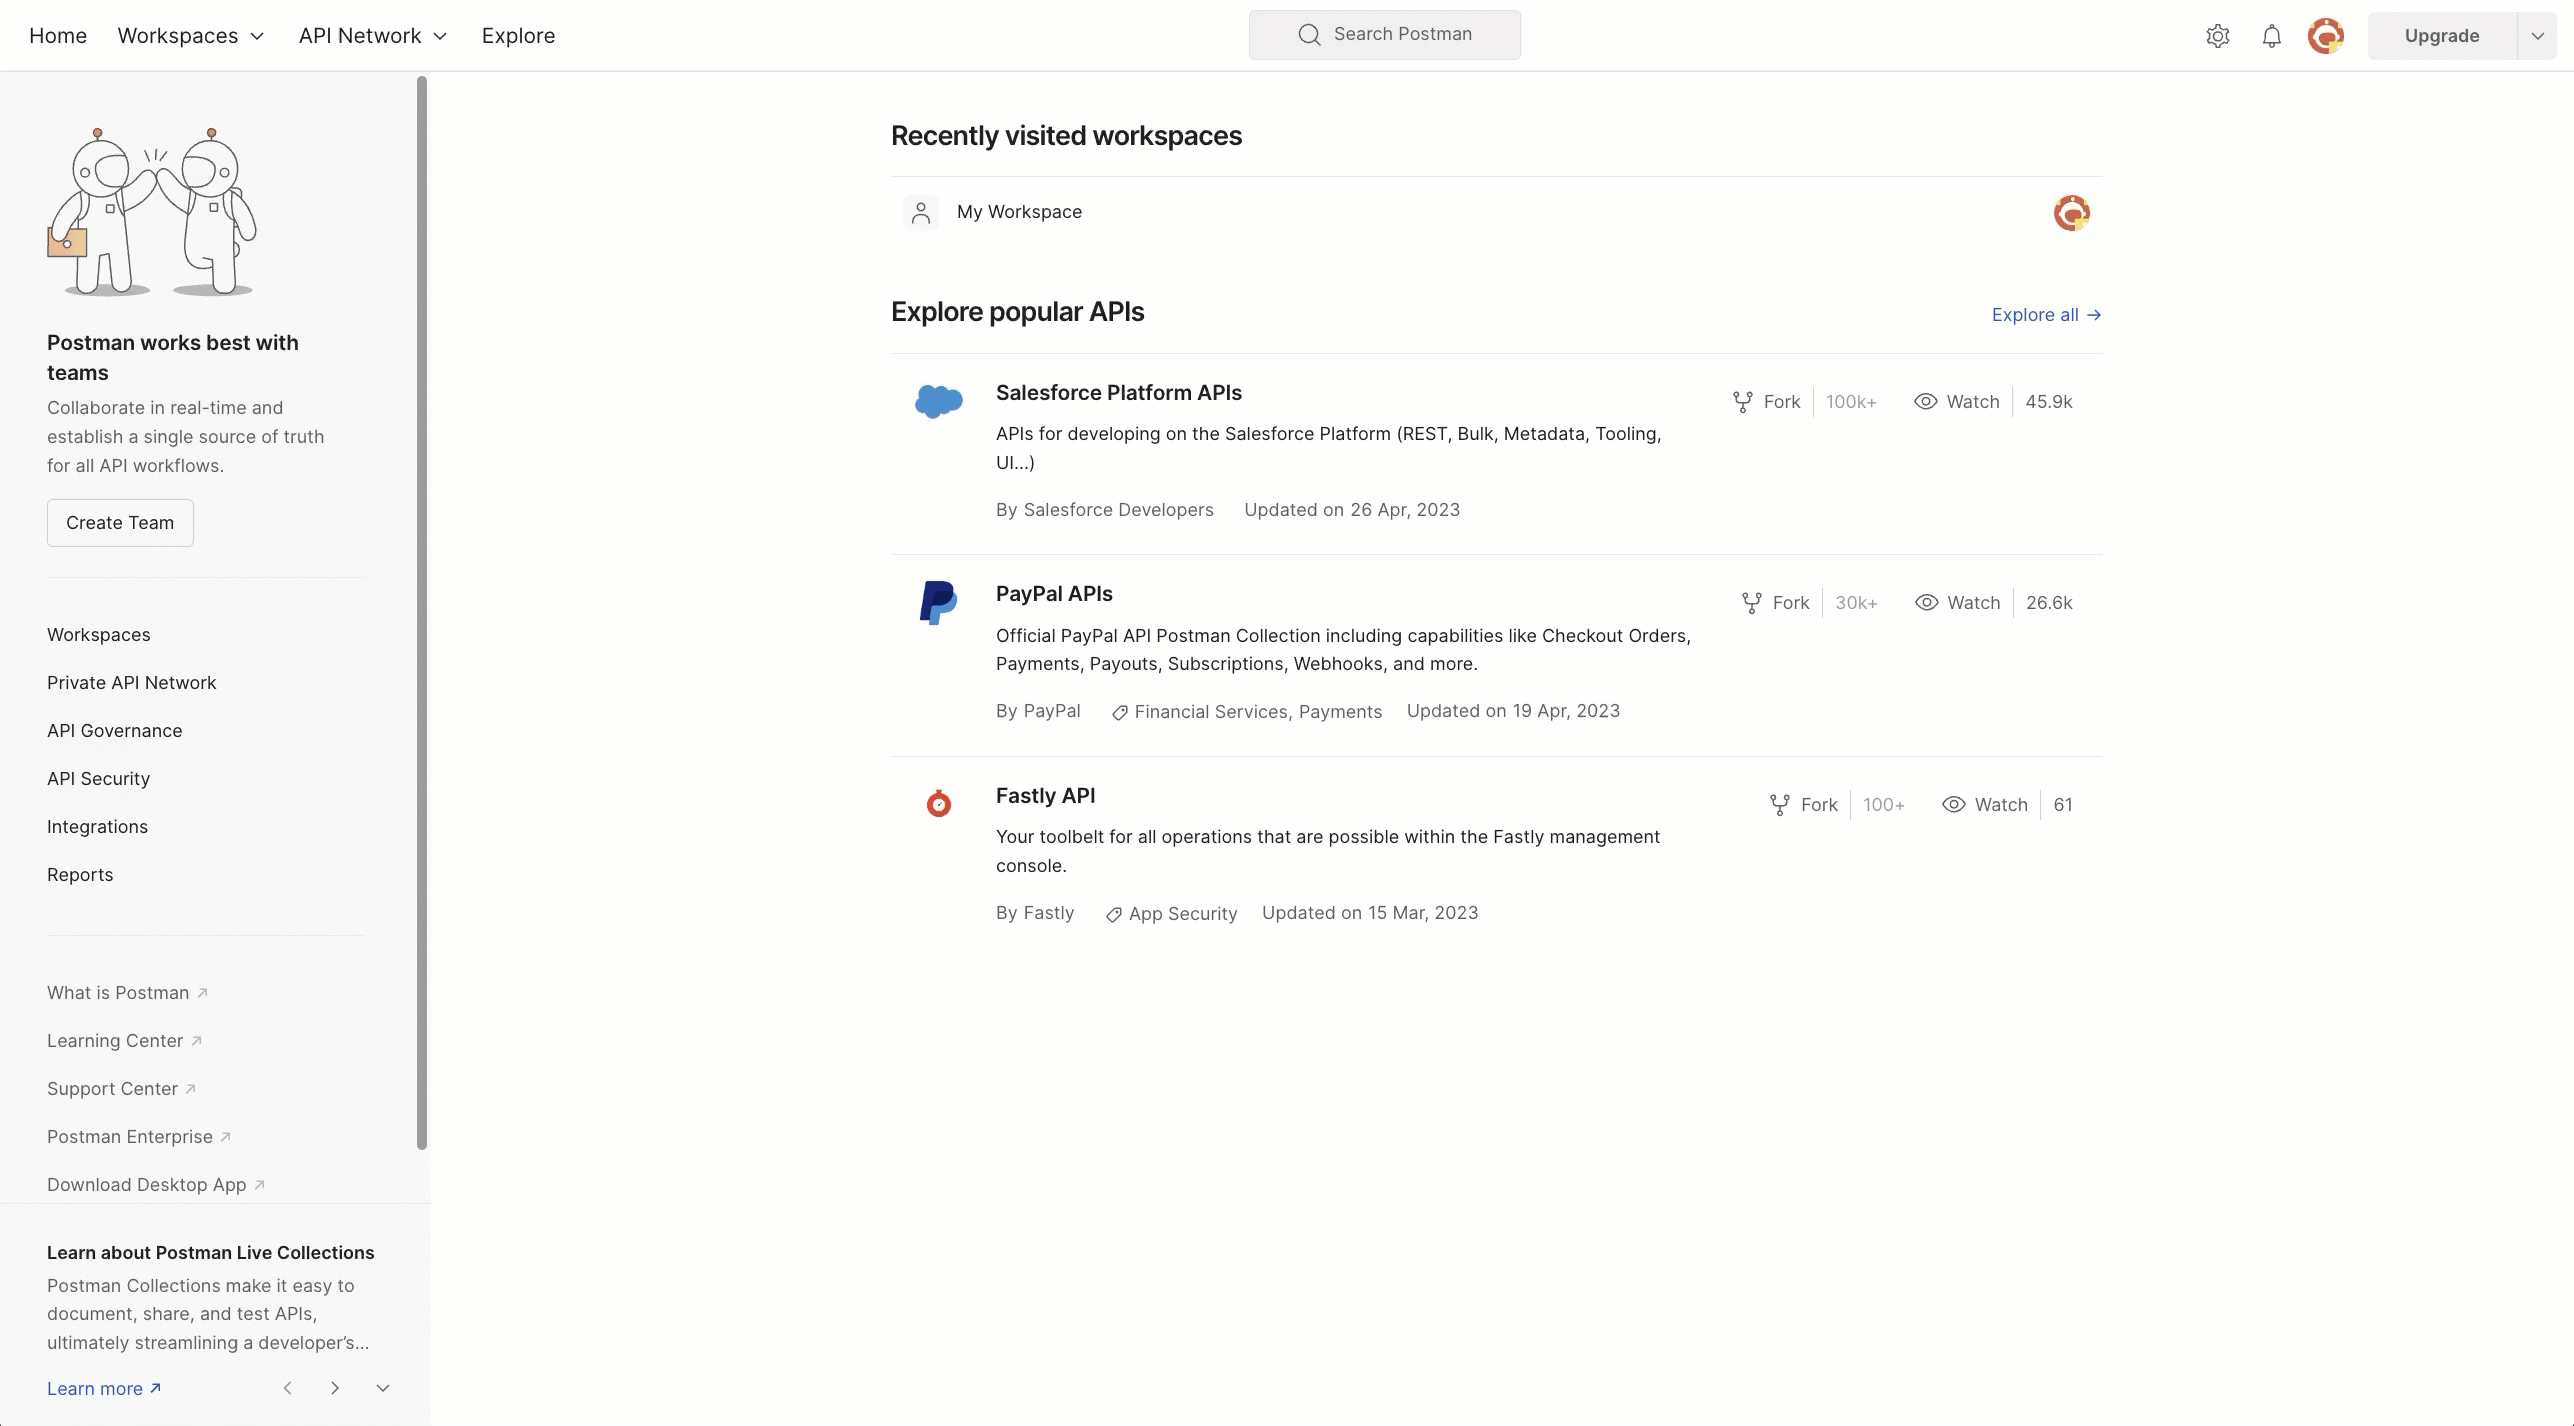 Home Workspaces API Network Explore Search Postman Upgrade
Postman works best with
teams
Collaborate in real-time and
establish a single source of truth
for all API workflows.
Create Team
Workspaces
Private API Network
API Governance
API Security
Integrations
Reports
What is Postman
Learning Center
Support Center
Postman Enterprise
Download Desktop App
Learn about Postman Live Collections
Postman Collections make it easy to
document, share, and test APIs,
ultimately streamlining a developer’s...
Learn more
Recently visited workspaces
My Workspace
Explore popular APIs Explore all
Salesforce Platform APIs Fork 100k+ Watch 45.9k
APIs for developing on the Salesforce Platform (REST, Bulk, Metadata, Tooling,
UI...)
By Salesforce Developers Updated on 26 Apr, 2023
PayPal APIs Fork 30k+ Watch 26.6k
Official PayPal API Postman Collection including capabilities like Checkout Orders,
Payments, Payouts, Subscriptions, Webhooks, and more.
By PayPal Financial Services, Payments Updated on 19 Apr, 2023
Fastly API Fork 100+ Watch 61
Your toolbelt for all operations that are possible within the Fastly management
console.
By Fastly App Security Updated on 15 Mar, 2023